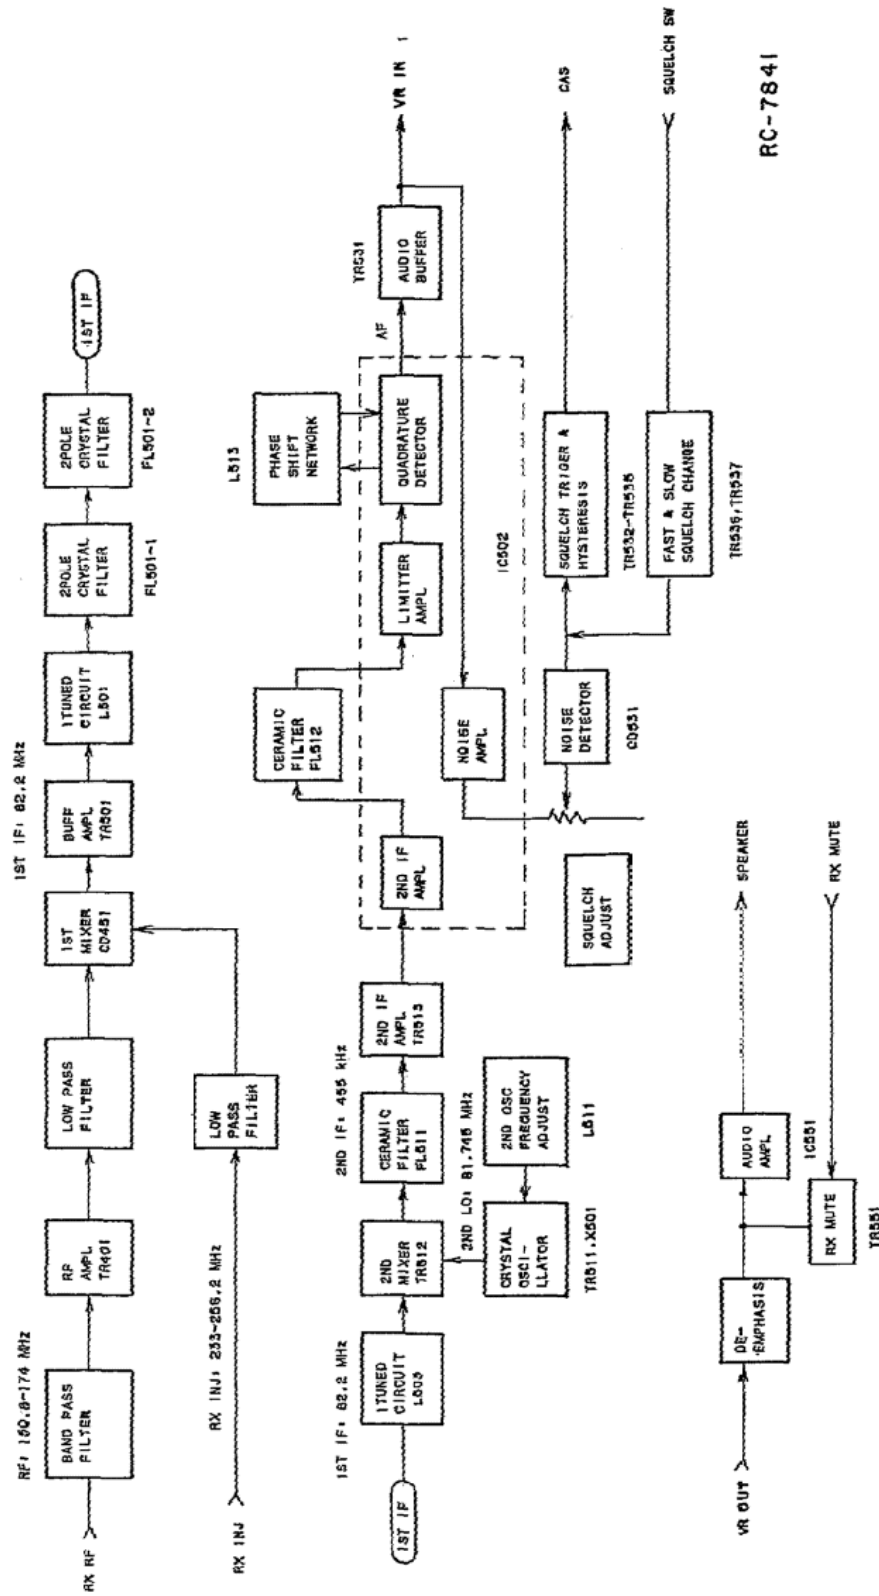 RX RF
RF: 150.8-174 MHz
BAND PASS
FILTER
RF
AMPL
TR401
LOW PASS
FILTER
1ST
MIXER
CD451
1ST IF: 82.2 MHz
BUFF
AMPL
TR501
1TUNED
CIRCUIT
L501
2POLE
CRYSTAL
FILTER
FL501-1
2POLE
CRYSTAL
FILTER
FL501-2
1ST IF
RX INJ
RX INJ: 233-256.2 MHz
LOW
PASS
FILTER
1ST IF
1ST IF: 82.2 MHz
1TUNED
CIRCUIT
L503
2ND
MIXER
TR512
2ND IF: 455 kHz
CERAMIC
FILTER
FL511
2ND IF
AMPL
TR513
2ND LO: 81.745 MHz
CRYSTAL
OSCI-
LLATOR
TR511,X501
2ND OSC
FREQUENCY
ADJUST
L511
2ND IF
AMPL
CERAMIC
FILTER
FL512
LIMITTER
AMPL
QUADRATURE
DETECTOR
PHASE
SHIFT
NETWORK
L513
AF
AUDIO
BUFFER
TR531
VR IN 1
IC502
NOISE
AMPL
SQUELCH
ADJUST
NOISE
DETECTOR
CD531
SQUELCH TRIGER &
HYSTERESIS
TR532-TR535
CAS
FAST & SLOW
SQUELCH CHANGE
TR536,TR537
SQUELCH SW
VR OUT
DE-
EMPHASIS
AUDIO
AMPL
IC551
SPEAKER
RX MUTE
TR551
RX MUTE
RC-7841